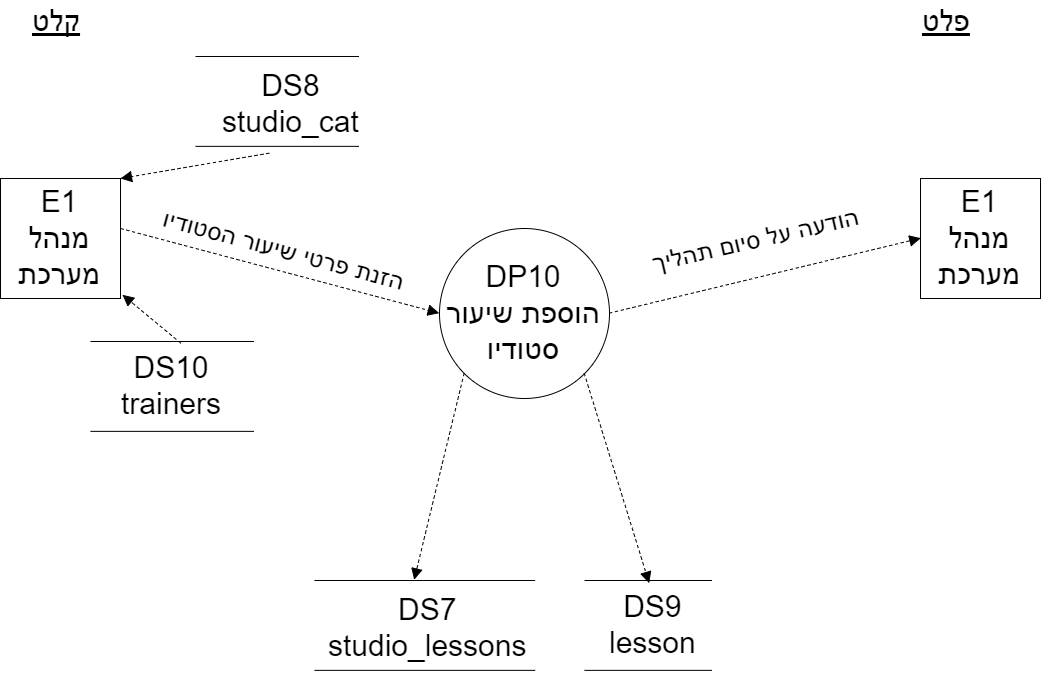 קלט
פלט
DS8
studio_cat
E1
מנהל
מערכת
הזנת פרטי שיעור הסטודיו
הודעה על סיום תהליך
E1
מנהל
מערכת
DP10
הוספת שיעור
סטודיו
DS10
trainers
DS7
studio_lessons
DS9
lesson